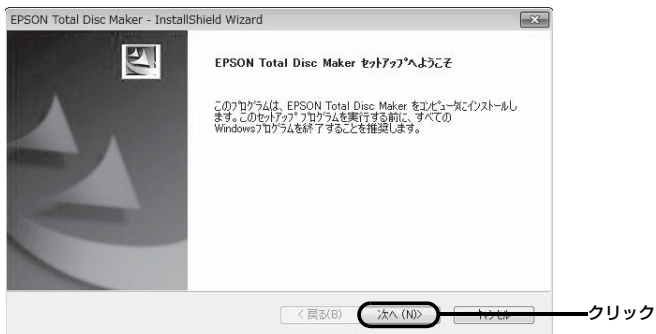 EPSON Total Disc Maker - InstallShield Wizard
EPSON Total Disc Maker ｾｯﾄｱｯﾌﾟへようこそ
このﾌﾟﾛｸﾞﾗﾑは、EPSON Total Disc Maker をｺﾝﾋﾟｭｰﾀにｲﾝｽﾄｰﾙし
ます。このｾｯﾄｱｯﾌﾟ ﾌﾟﾛｸﾞﾗﾑを実行する前に、すべての
Windowsﾌﾟﾛｸﾞﾗﾑを終了することを推奨します。
< 戻る(B)
次へ (N)>
キャンセル
クリック